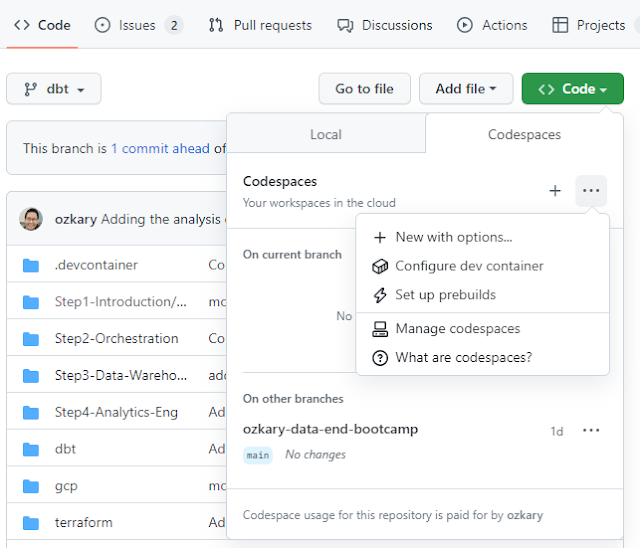 Code Issues 2 Pull requests Discussions Actions Projects
dbt Go to file Add file Code
This branch is 1 commit ahead of
Local Codespaces
Codespaces
Your workspaces in the cloud
New with options...
Configure dev container
Set up prebuilds
Manage codespaces
What are codespaces?
On current branch
No
On other branches
ozkary-data-end-bootcamp 1d
main No changes
Codespace usage for this repository is paid for by ozkary
ozkary Adding the analysis
.devcontainer Co
Step1-Introduction/... mo
Step2-Orchestration Co
Step3-Data-Wareho... add
Step4-Analytics-Eng Ad
dbt Ad
gcp mo
terraform Ad